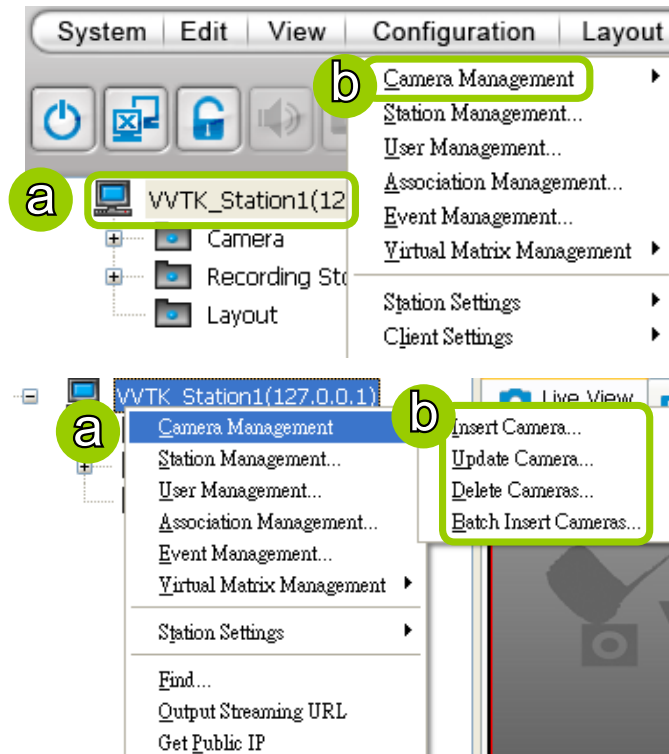 System Edit View Configuration Layout
b
Camera Management
Station Management...
User Management...
Association Management...
Event Management...
Virtual Matrix Management
Station Settings
Client Settings
a
VVTK_Station1(12
Camera
Recording Sto
Layout
VVTK_Station1(127.0.0.1)
Live View
a
Camera Management
Station Management...
User Management...
Association Management...
Event Management...
Virtual Matrix Management
Station Settings
Find...
Output Streaming URL
Get Public IP
b
Insert Camera...
Update Camera...
Delete Cameras...
Batch Insert Cameras...